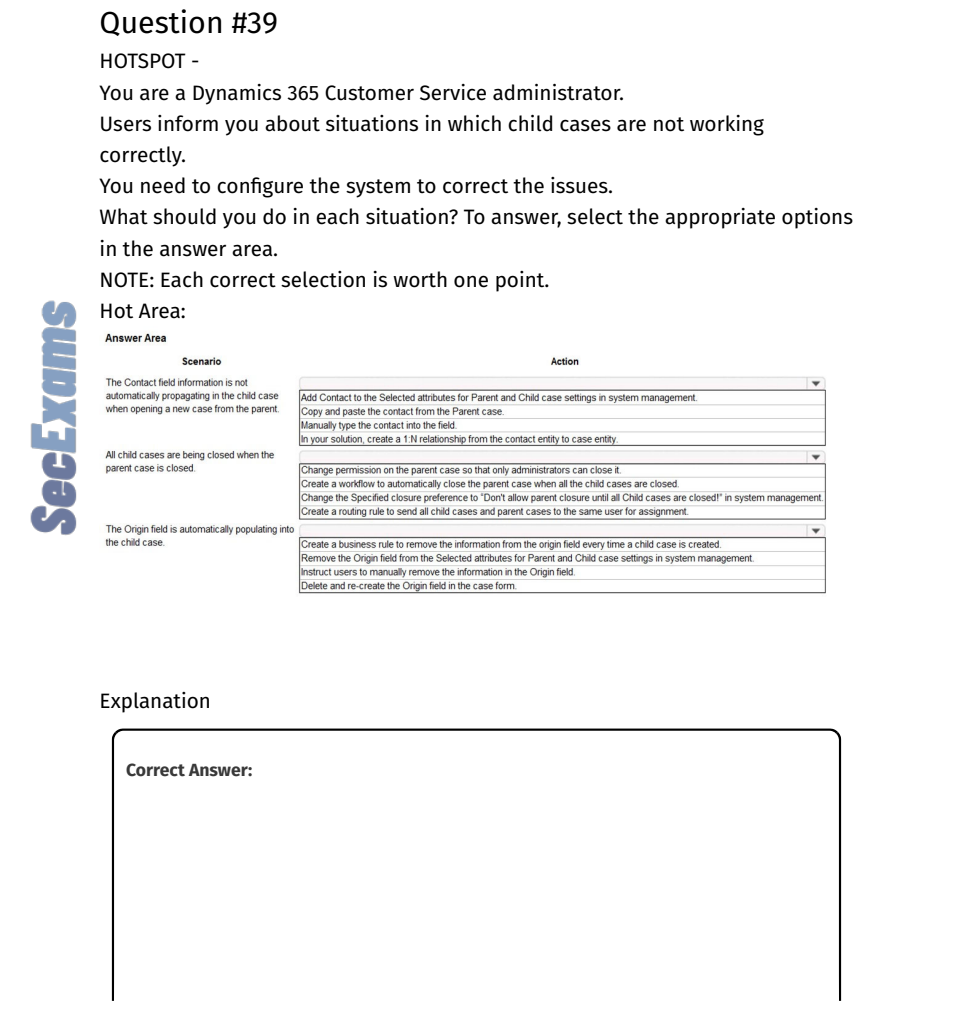 Question #39
HOTSPOT -
You are a Dynamics 365 Customer Service administrator.
Users inform you about situations in which child cases are not working
correctly.
You need to configure the system to correct the issues.
What should you do in each situation? To answer, select the appropriate options
in the answer area.
NOTE: Each correct selection is worth one point.
Hot Area:
SecExams
Answer Area
Scenario
Action
The Contact field information is not
automatically propagating in the child case
when opening a new case from the parent.
Add Contact to the Selected attributes for Parent and Child case settings in system management.
Copy and paste the contact from the Parent case.
Manually type the contact into the field.
In your solution, create a 1:N relationship from the contact entity to case entity.
All child cases are being closed when the
parent case is closed.
Change permission on the parent case so that only administrators can close it.
Create a workflow to automatically close the parent case when all the child cases are closed.
Change the Specified closure preference to "Don't allow parent closure until all Child cases are closed!" in system management.
Create a routing rule to send all child cases and parent cases to the same user for assignment.
The Origin field is automatically populating into
the child case.
Create a business rule to remove the information from the origin field every time a child case is created.
Remove the Origin field from the Selected attributes for Parent and Child case settings in system management.
Instruct users to manually remove the information in the Origin field.
Delete and re-create the Origin field in the case form.
Explanation
Correct Answer: